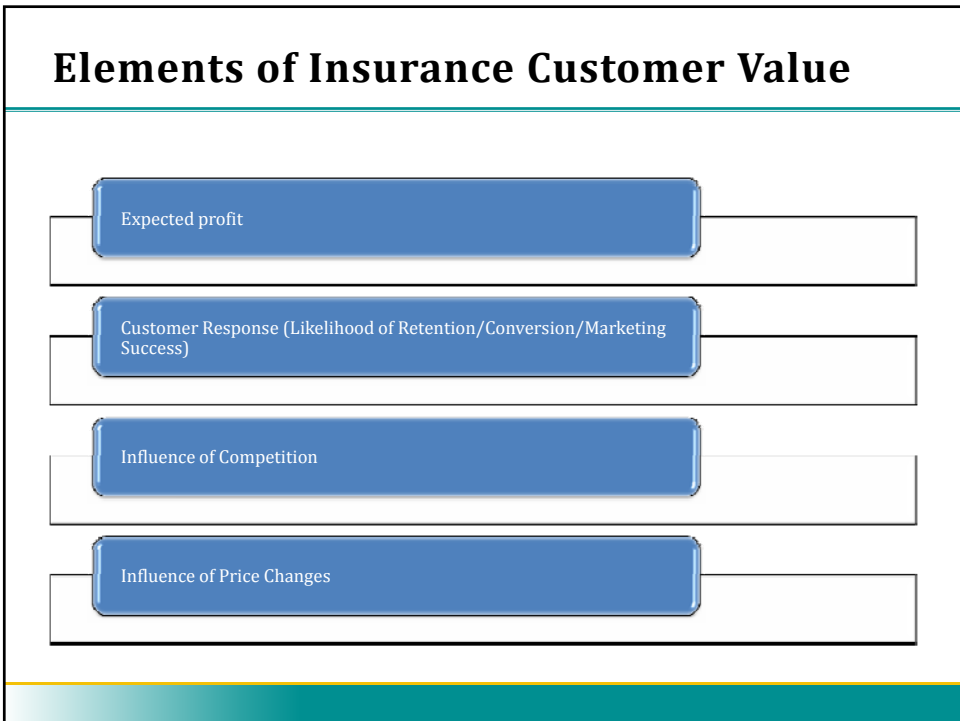 Elements of Insurance Customer Value
Expected profit
Customer Response (Likelihood of Retention/Conversion/Marketing
Success)
Influence of Competition
Influence of Price Changes